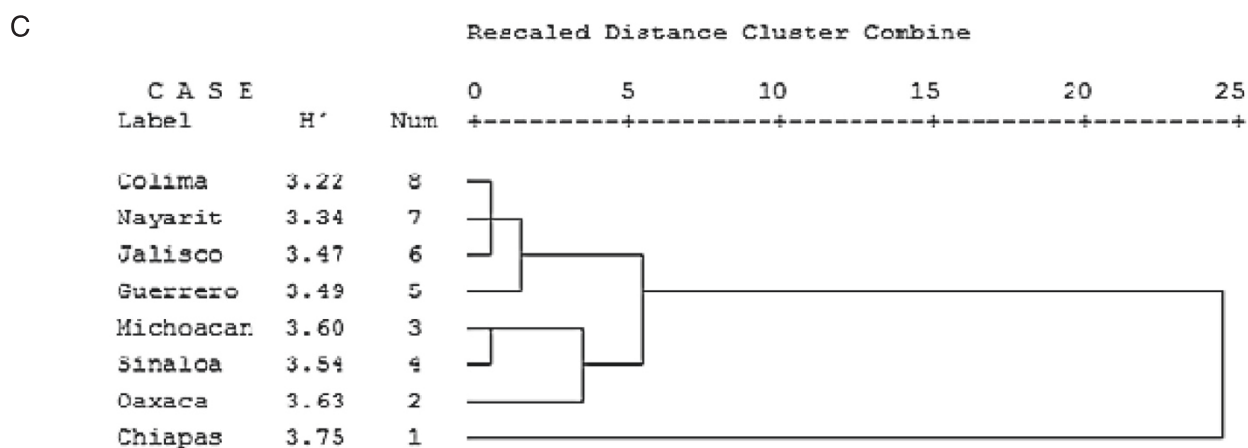 C
Rescaled Distance Cluster Combine
C A S E 0 5 10 15 20 25
Label H´ Num +---------+---------+---------+---------+---------+
Colima 3.22 8
Nayarit 3.34 7
Jalisco 3.47 6
Guerrero 3.49 5
Michoacan 3.60 3
Sinaloa 3.54 4
Oaxaca 3.63 2
Chiapas 3.75 1